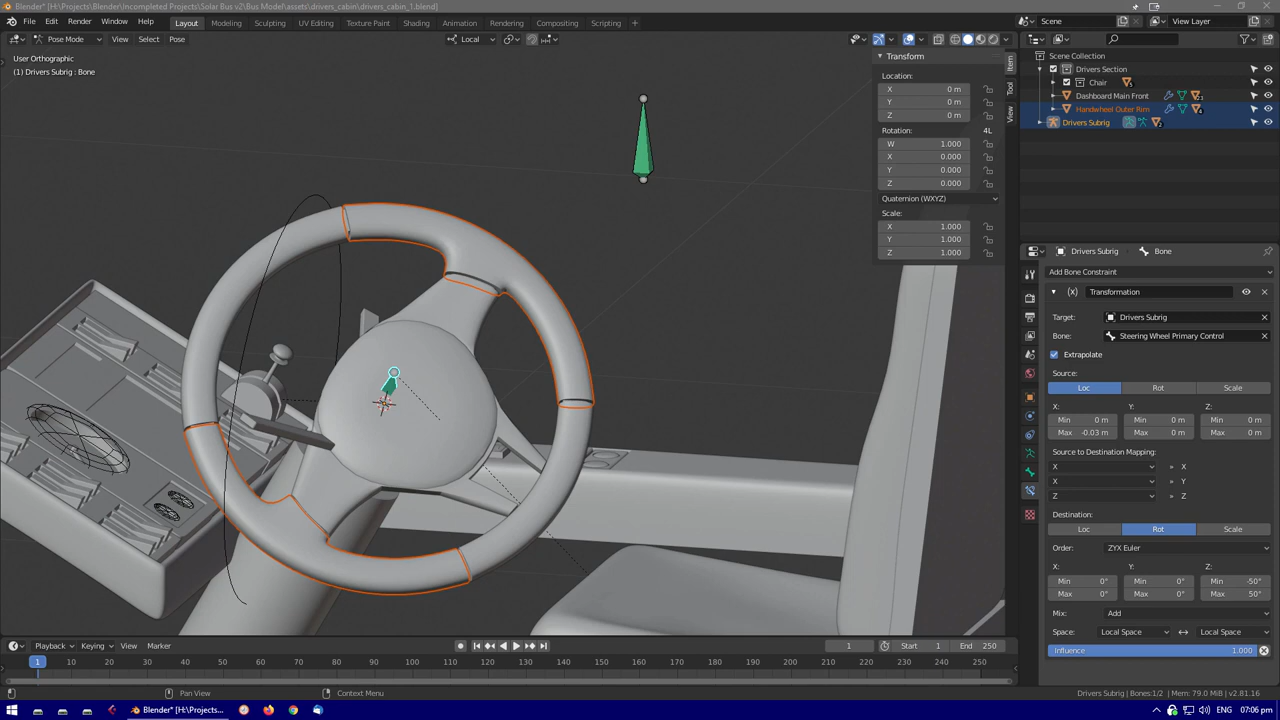 Blender* [H:\Projects\Blender\Incompleted Projects\Solar Bus v2\Bus Model\assets\drivers_cabin\drivers_cabin_1.blend]
File Edit Render Window Help Layout Modeling Sculpting UV Editing Texture Paint Shading Animation Rendering Compositing Scripting Scene View Layer
Pose Mode View Select Pose Local
User Orthographic
(1) Drivers Subrig : Bone
Transform
Location:
X 0 m
Y 0 m
Z 0 m
Rotation: 4L
W 1.000
X 0.000
Y 0.000
Z 0.000
Quaternion (WXYZ)
Scale:
X 1.000
Y 1.000
Z 1.000
Item
Tool
View
Scene Collection
Drivers Section
Chair 5
Dashboard Main Front 21
Handwheel Outer Rim 4
Drivers Subrig 2
Drivers Subrig Bone
Add Bone Constraint
Transformation
Target: Drivers Subrig
Bone: Steering Wheel Primary Control
Extrapolate
Source:
Loc Rot Scale
X: Y: Z:
Min 0 m Min 0 m Min 0 m
Max -0.03 m Max 0 m Max 0 m
Source to Destination Mapping:
X » X
X » Y
Z » Z
Destination:
Loc Rot Scale
Order: ZYX Euler
X: Y: Z:
Min 0° Min 0° Min -50°
Max 0° Max 0° Max 50°
Mix: Add
Space: Local Space Local Space
Influence 1.000
Playback Keying View Marker 1 Start 1 End 250
1 10 20 30 40 50 60 70 80 90 100 110 120 130 140 150 160 170 180 190 200 210 220 230 240 250
Pan View Context Menu Drivers Subrig | Bones:1/2 | Mem: 79.0 MiB | v2.81.16
Blender* [H:\Projects... ENG 07:06 pm